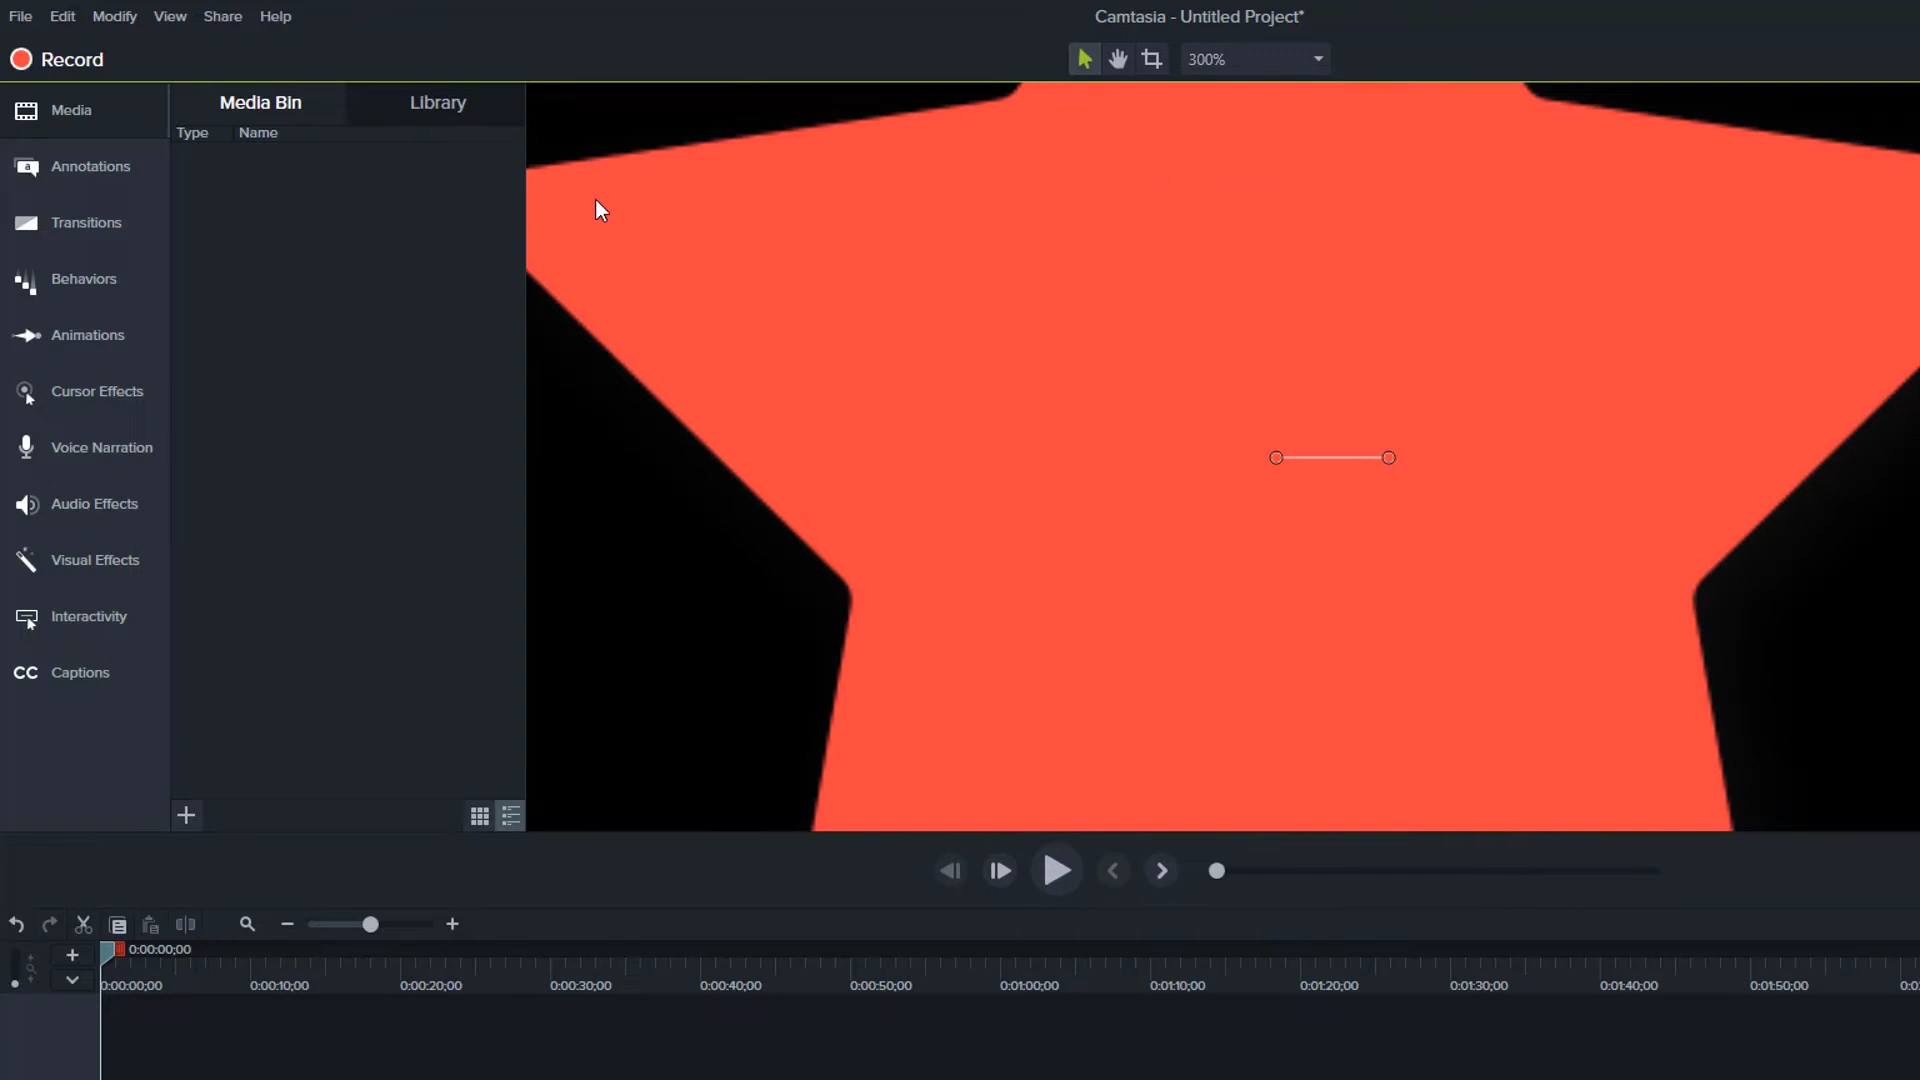 File Edit Modify View Share Help
Camtasia - Untitled Project*
Record
300%
Media
Media Bin
Library
Type
Name
Annotations
Transitions
Behaviors
Animations
Cursor Effects
Voice Narration
Audio Effects
Visual Effects
Interactivity
CC Captions
0:00:00;00
0:00:00;00 0:00:10;00 0:00:20;00 0:00:30;00 0:00:40;00 0:00:50;00 0:01:00;00 0:01:10;00 0:01:20;00 0:01:30;00 0:01:40;00 0:01:50;00